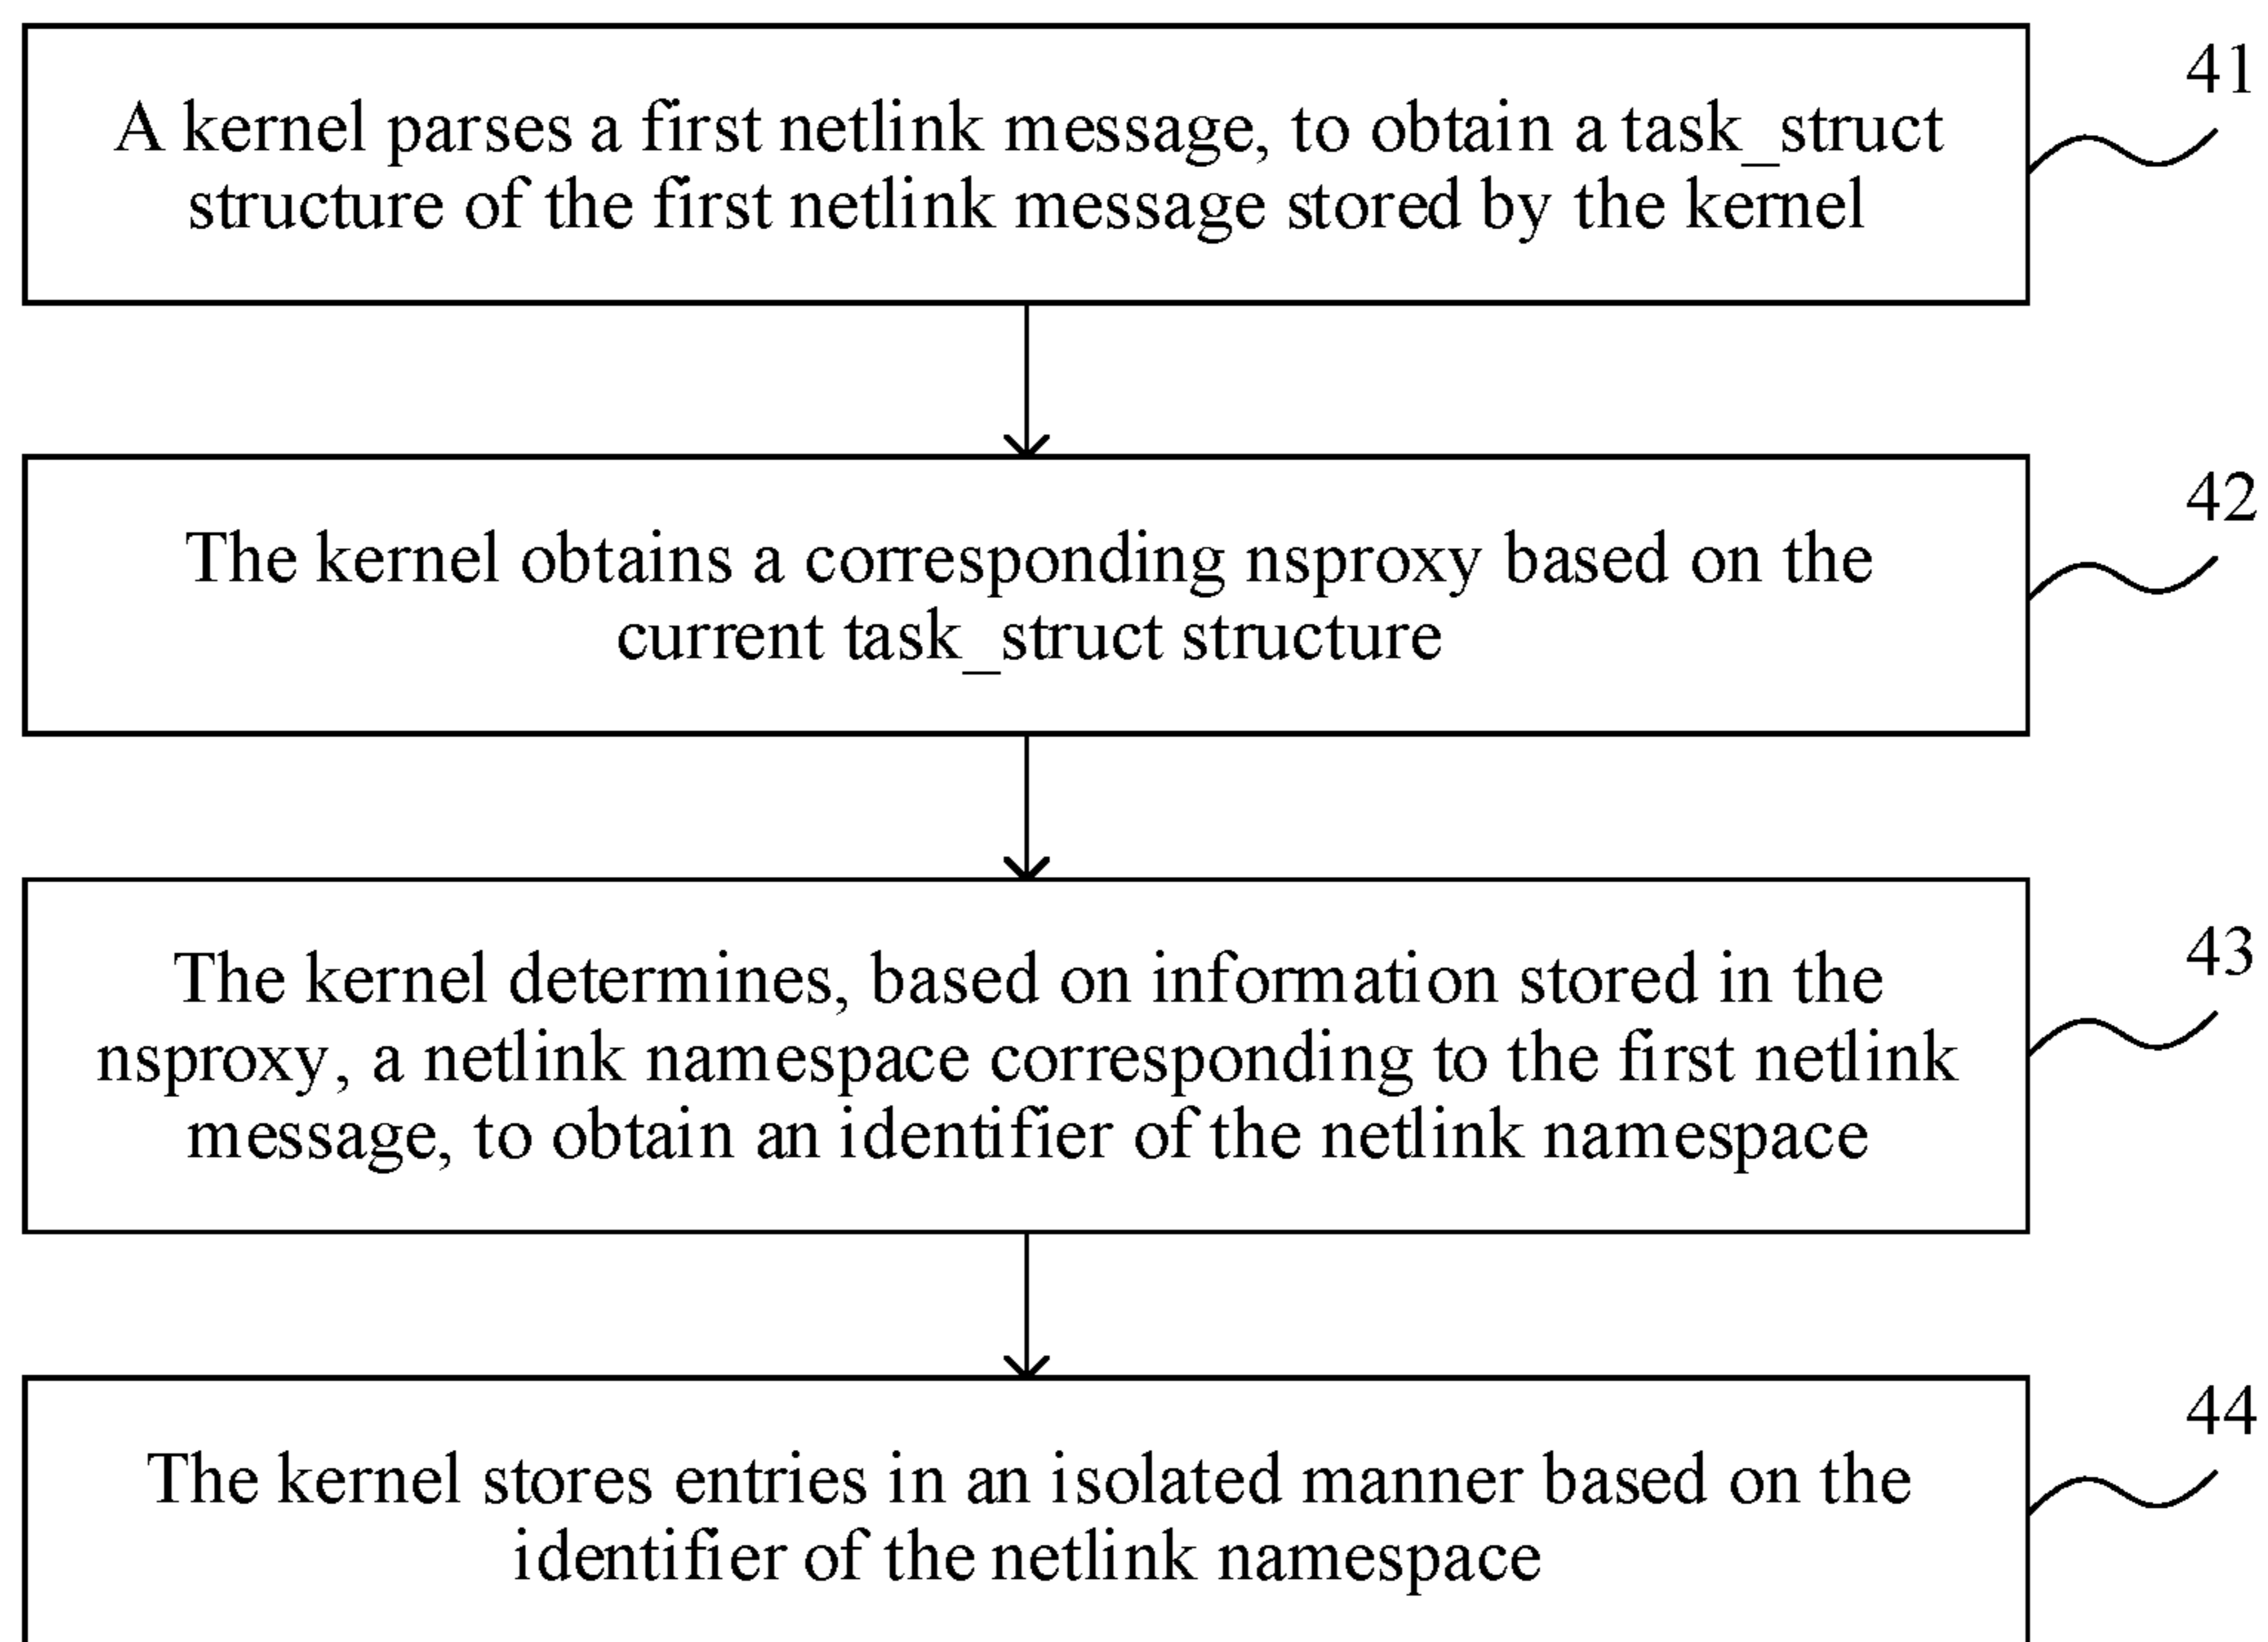 41
A kernel parses a first netlink message, to obtain a task_struct
structure of the first netlink message stored by the kernel
42
The kernel obtains a corresponding nsproxy based on the
current task_struct structure
43
The kernel determines, based on information stored in the
nsproxy, a netlink namespace corresponding to the first netlink
message, to obtain an identifier of the netlink namespace
44
The kernel stores entries in an isolated manner based on the
identifier of the netlink namespace